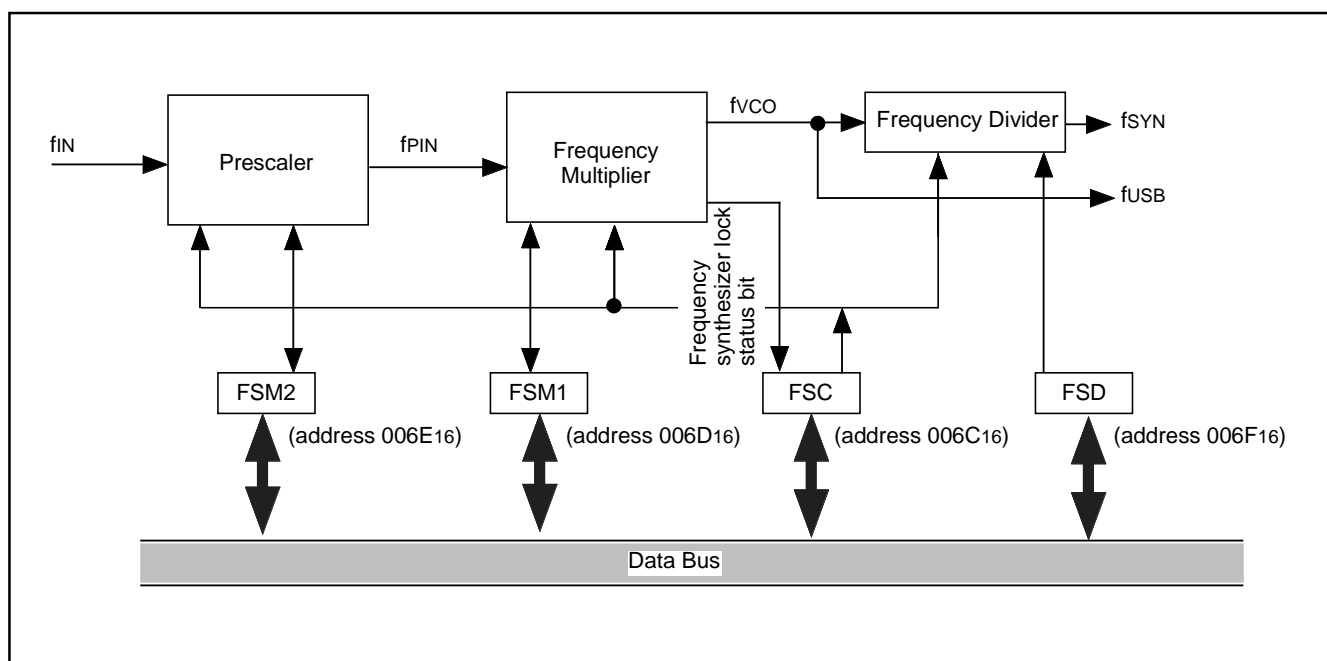 fIN
Prescaler
fPIN
Frequency
Multiplier
fVCO
Frequency Divider
fSYN
fUSB
Frequency
synthesizer lock
status bit
FSM2
(address 006E16)
FSM1
(address 006D16)
FSC
(address 006C16)
FSD
(address 006F16)
Data Bus